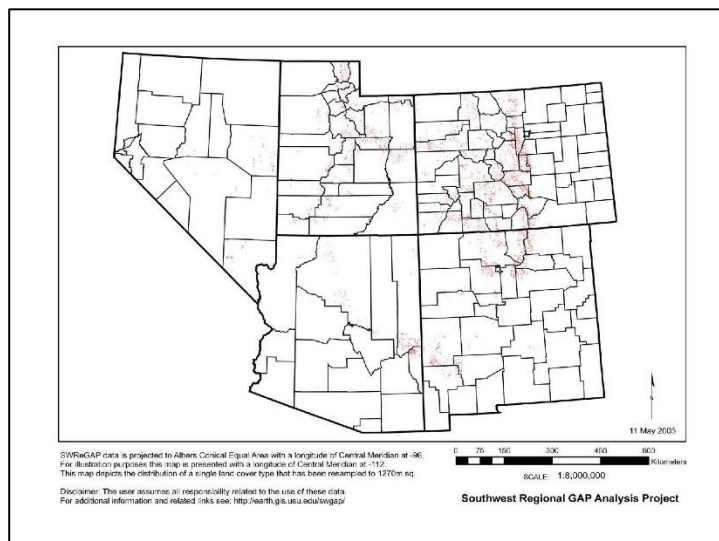 11 May 2005
SWReGAP data is projected to Albers Conical Equal Area with a longitude of Central Meridian at -96.
For illustration purposes this map is presented with a longitude of Central Meridian at -112.
This map depicts the distribution of a single land cover type that has been resampled to 1270m sq.
Disclaimer: The user assumes all responsibility related to the use of these data.
For additional information and related links see: http://earth.gis.usu.edu/swgap/
0 75 150 300 450 600
Kilometers
SCALE: 1:8,000,000
Southwest Regional GAP Analysis Project